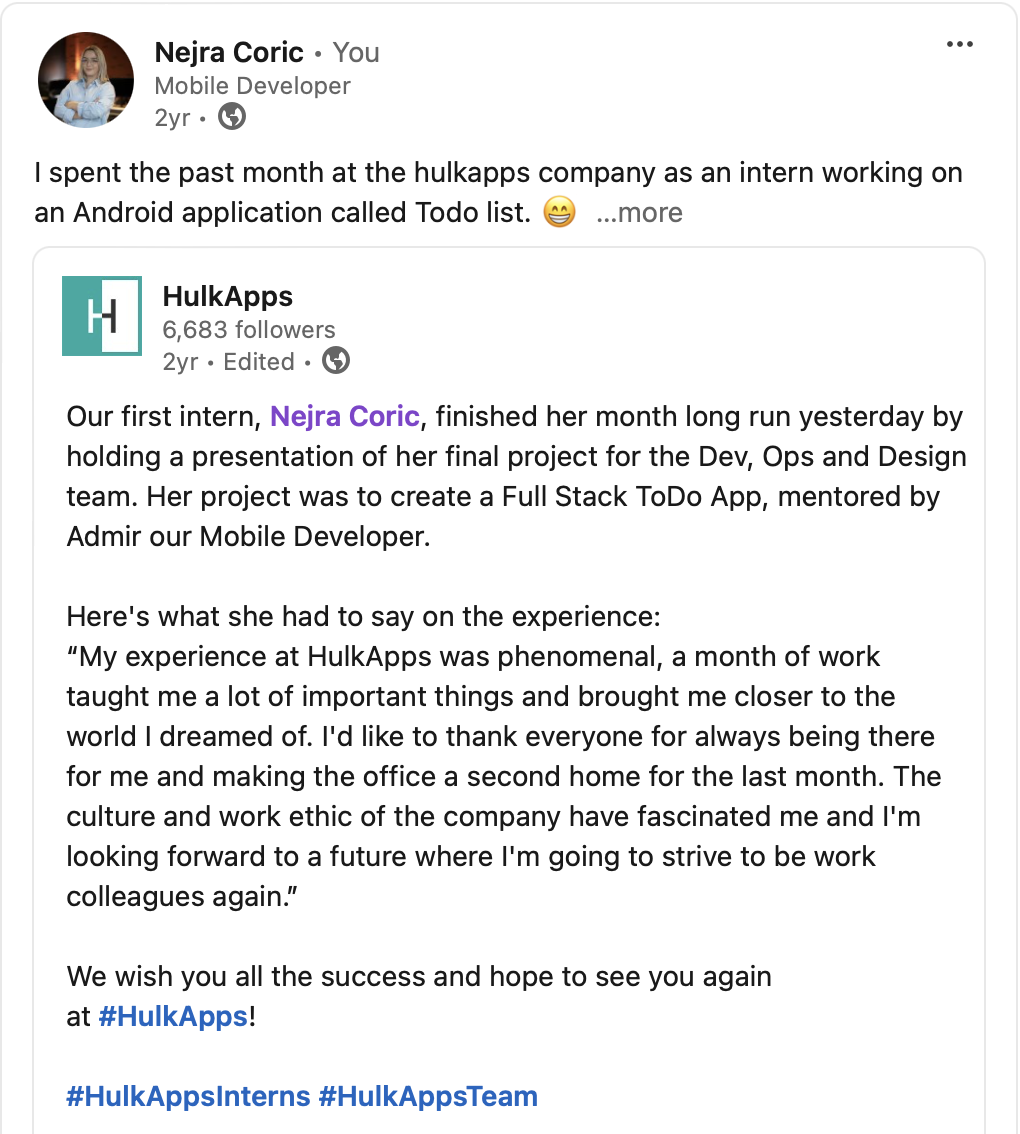 Nejra Coric • You
Mobile Developer
2yr •
I spent the past month at the hulkapps company as an intern working on
an Android application called Todo list. 😁 ...more
H
HulkApps
6,683 followers
2yr • Edited •
Our first intern, Nejra Coric, finished her month long run yesterday by
holding a presentation of her final project for the Dev, Ops and Design
team. Her project was to create a Full Stack ToDo App, mentored by
Admir our Mobile Developer.
Here's what she had to say on the experience:
“My experience at HulkApps was phenomenal, a month of work
taught me a lot of important things and brought me closer to the
world I dreamed of. I'd like to thank everyone for always being there
for me and making the office a second home for the last month. The
culture and work ethic of the company have fascinated me and I'm
looking forward to a future where I'm going to strive to be work
colleagues again.”
We wish you all the success and hope to see you again
at #HulkApps!
#HulkAppsInterns #HulkAppsTeam